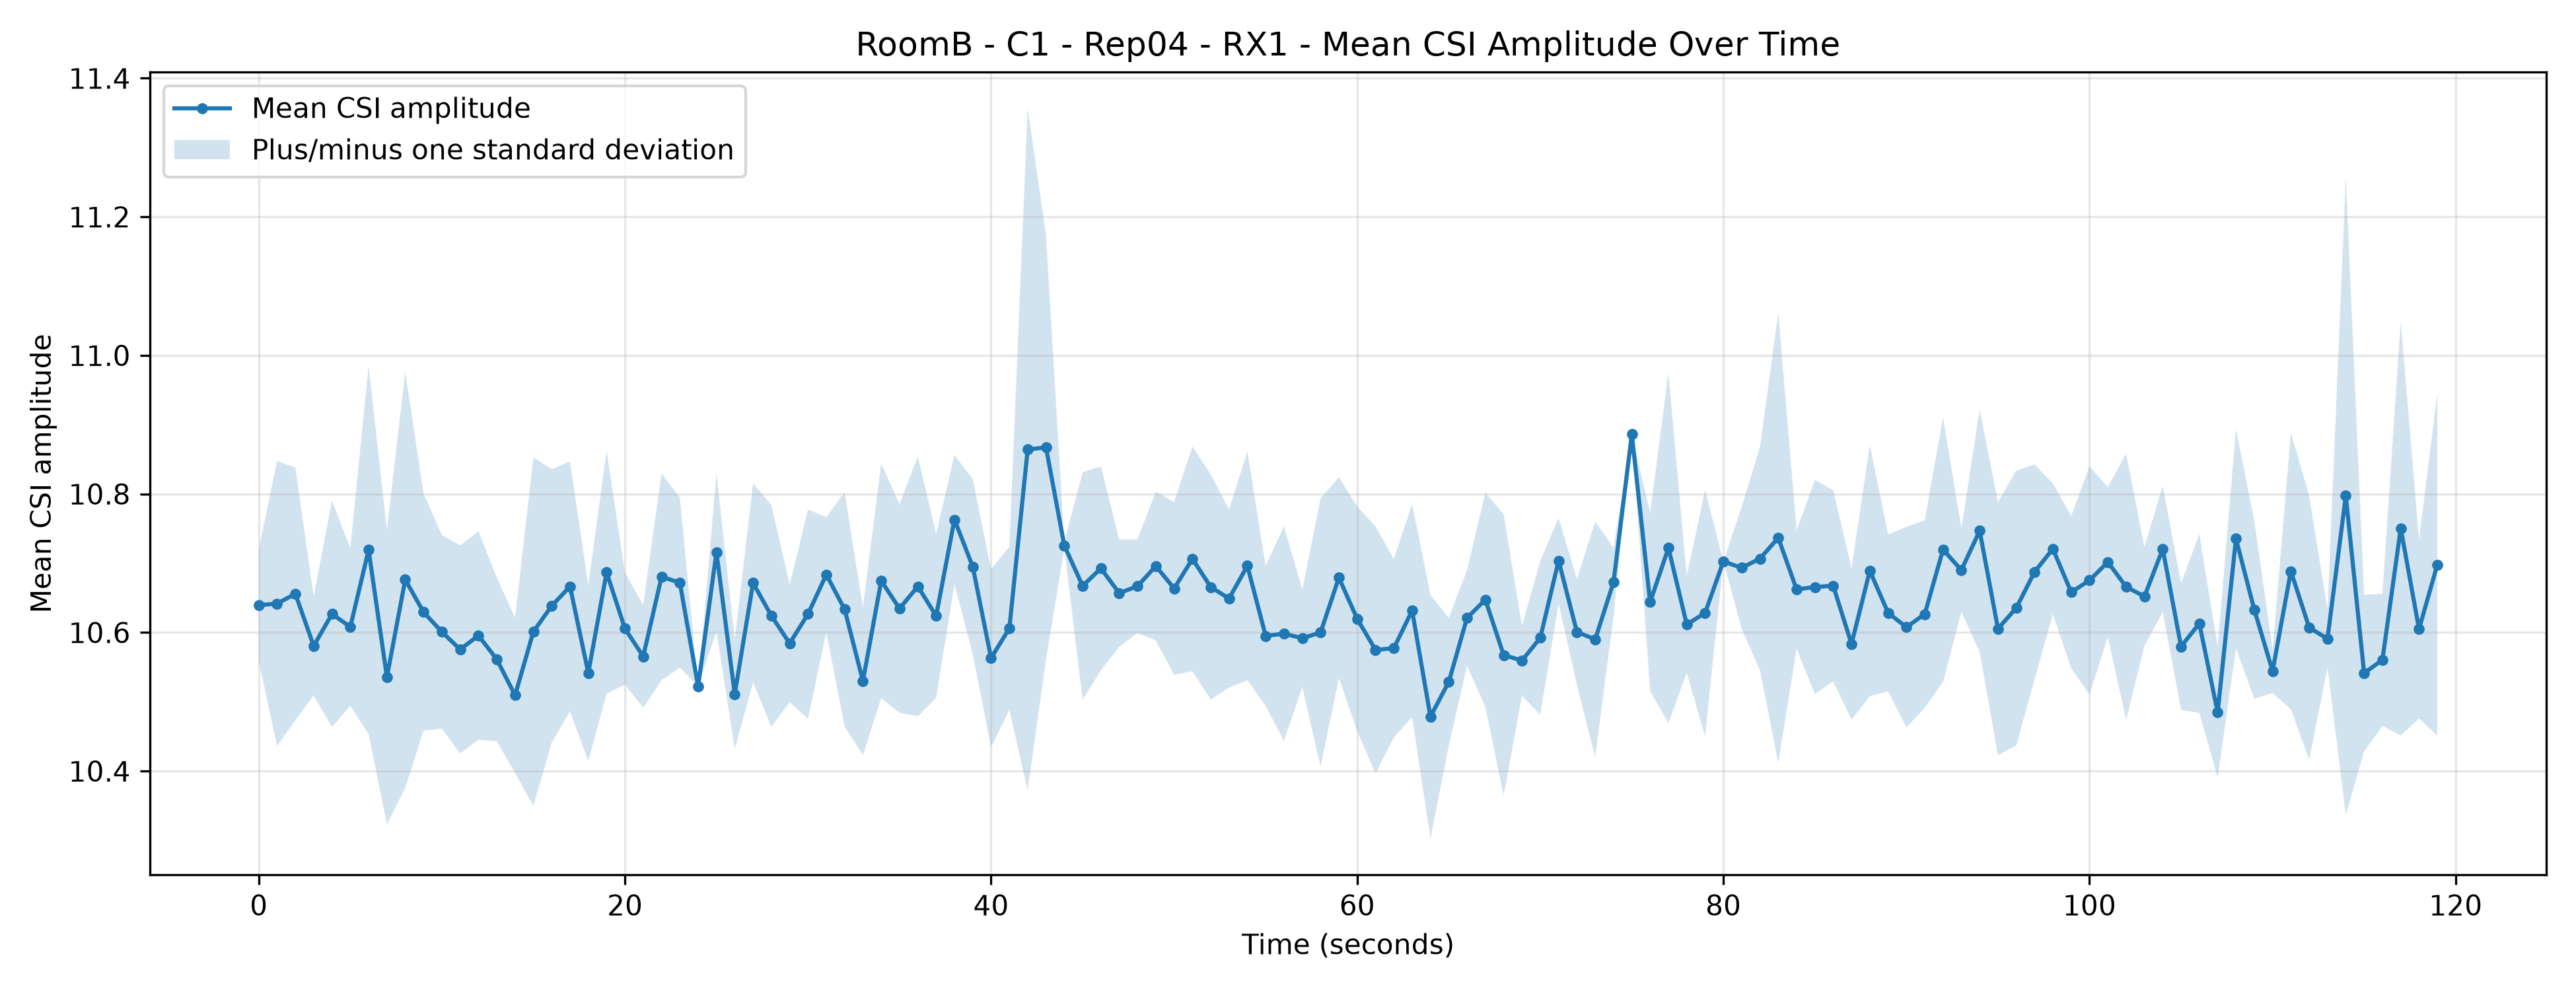 RoomB - C1 - Rep04 - RX1 - Mean CSI Amplitude Over Time
Mean CSI amplitude
Plus/minus one standard deviation
Mean CSI amplitude
11.4
11.2
11.0
10.8
10.6
10.4
0 20 40 60 80 100 120
Time (seconds)